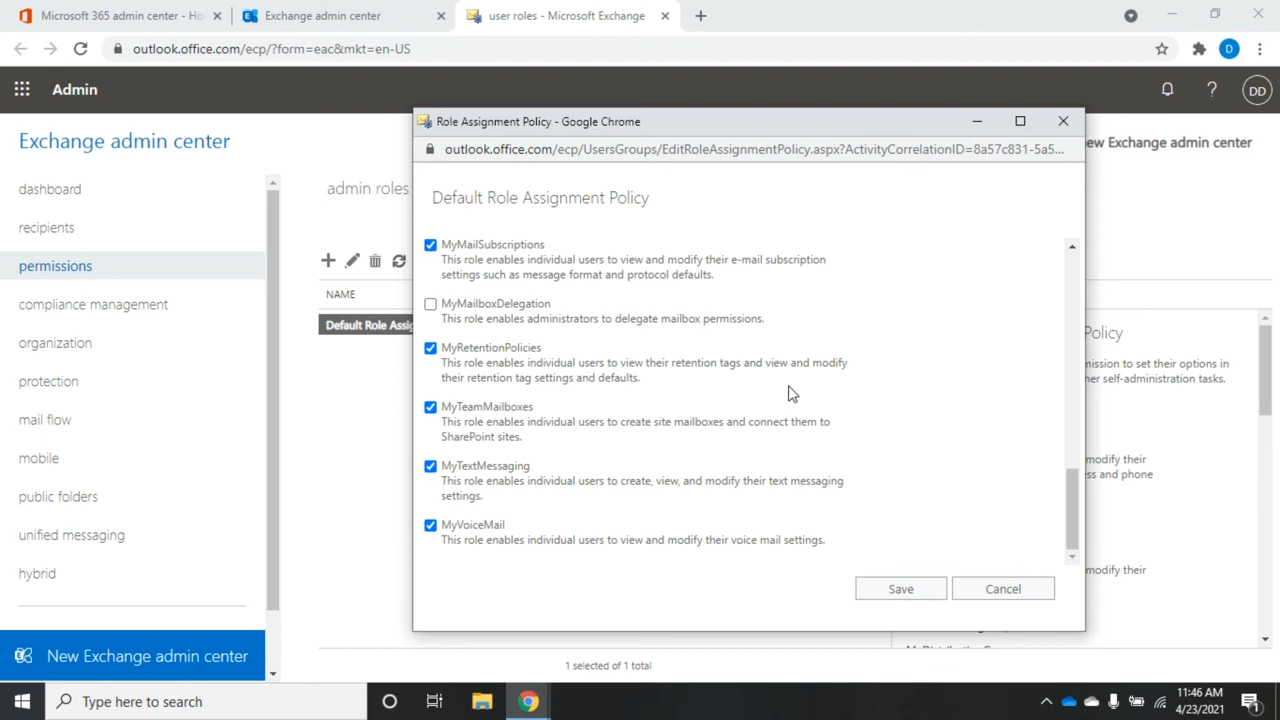 Microsoft 365 admin center - Ho
Exchange admin center
user roles - Microsoft Exchange
outlook.office.com/ecp/?form=eac&mkt=en-US
D
Admin
DD
Exchange admin center
New Exchange admin center
dashboard
recipients
permissions
compliance management
organization
protection
mail flow
mobile
public folders
unified messaging
hybrid
New Exchange admin center
admin roles
NAME
Default Role Assig
Role Assignment Policy - Google Chrome
outlook.office.com/ecp/UsersGroups/EditRoleAssignmentPolicy.aspx?ActivityCorrelationID=8a57c831-5a5...
Default Role Assignment Policy
MyMailSubscriptions
This role enables individual users to view and modify their e-mail subscription
settings such as message format and protocol defaults.
MyMailboxDelegation
This role enables administrators to delegate mailbox permissions.
MyRetentionPolicies
This role enables individual users to view their retention tags and view and modify
their retention tag settings and defaults.
MyTeamMailboxes
This role enables individual users to create site mailboxes and connect them to
SharePoint sites.
MyTextMessaging
This role enables individual users to create, view, and modify their text messaging
settings.
MyVoiceMail
This role enables individual users to view and modify their voice mail settings.
Save
Cancel
Policy
mission to set their options in
her self-administration tasks.
modify their
ess and phone
modify their
1 selected of 1 total
Type here to search
11:46 AM
4/23/2021
1